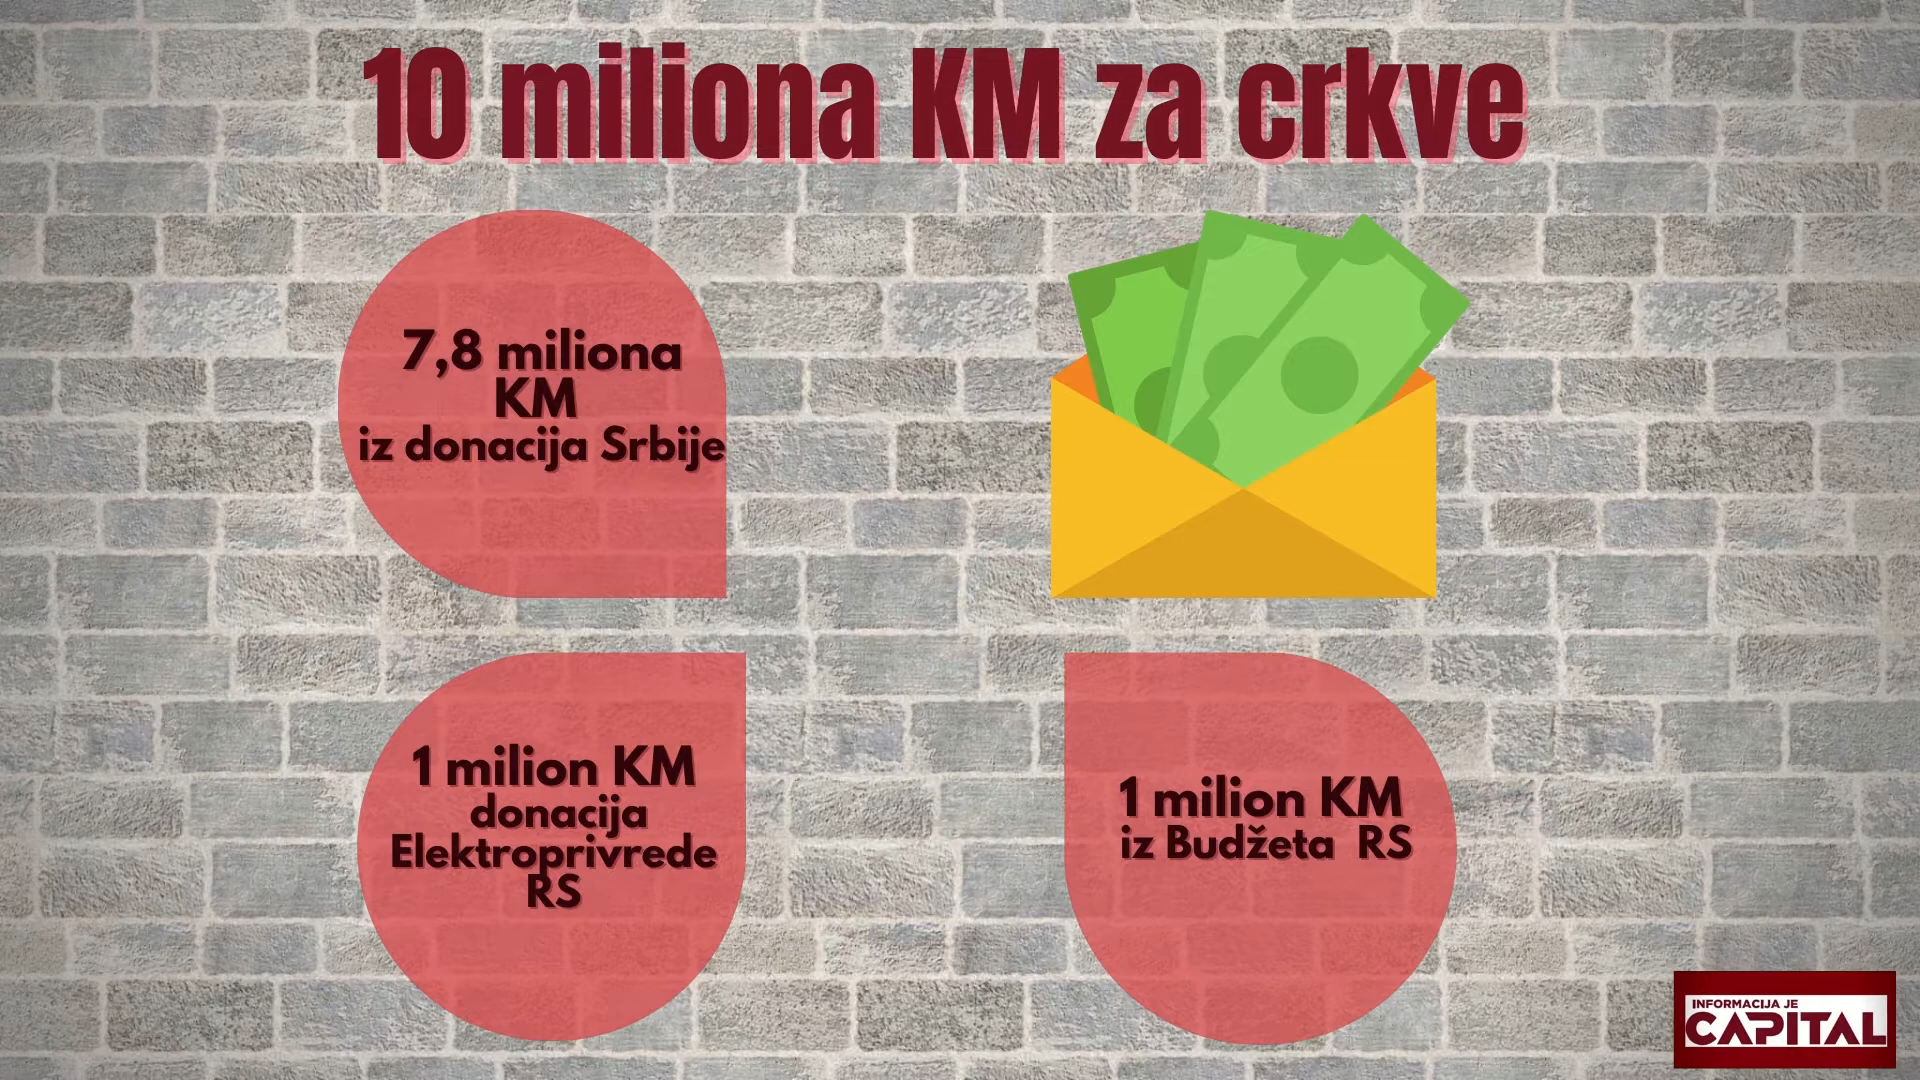 10 miliona KM za crkve
7,8 miliona
KM
iz donacija Srbije
1 milion KM
donacija
Elektroprivrede
RS
1 milion KM
iz Budžeta RS
INFORMACIJA JE
CAPITAL